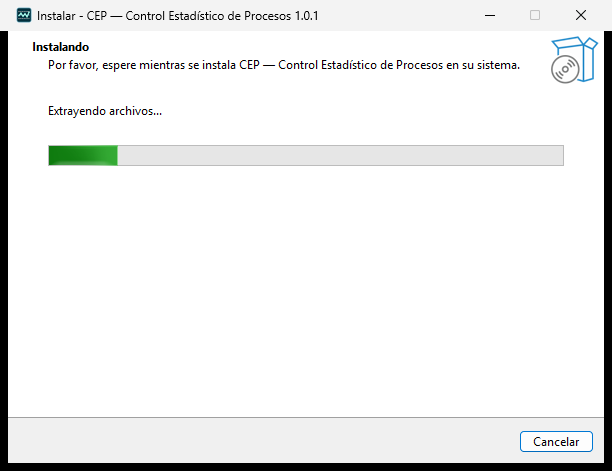 Instalar - CEP — Control Estadístico de Procesos 1.0.1
Instalando
Por favor, espere mientras se instala CEP — Control Estadístico de Procesos en su sistema.
Extrayendo archivos...
Cancelar